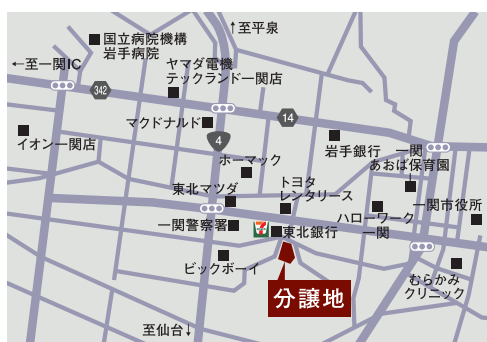 ↑至平泉
国立病院機構
岩手病院
←至一関IC
ヤマダ電機
テックランド一関店
342
14
マクドナルド
4
イオン一関店
ホーマック
岩手銀行
一関
あおば保育園
東北マツダ
トヨタ
レンタリース
ハローワーク
一関
一関市役所
一関警察署
7
東北銀行
ビックボーイ
むらかみ
クリニック
分譲地
至仙台↓